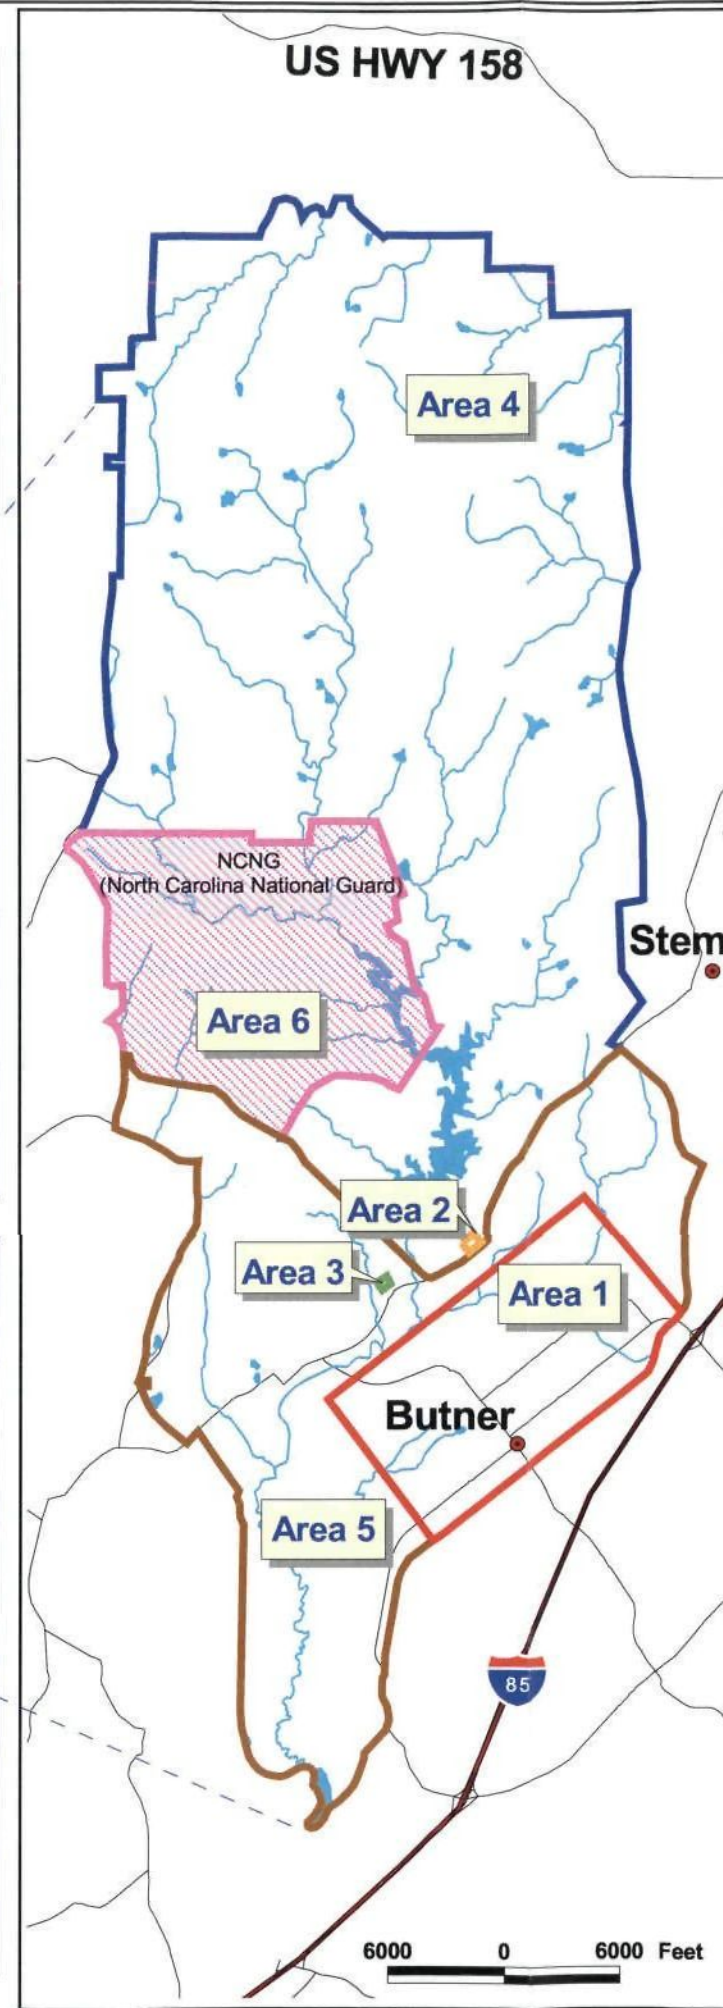 US HWY 158
Area 4
NCNG
(North Carolina National Guard)
Stem
Area 6
Area 2
Area 3
Area 1
Butner
Area 5
85
6000 0 6000 Feet